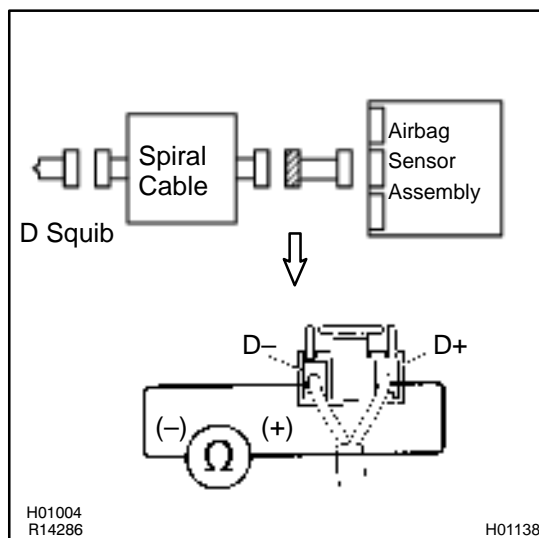 Spiral
Cable
Airbag
Sensor
Assembly
D Squib
D– D+
(–) (+)
Ω
H01004
R14286
H01138